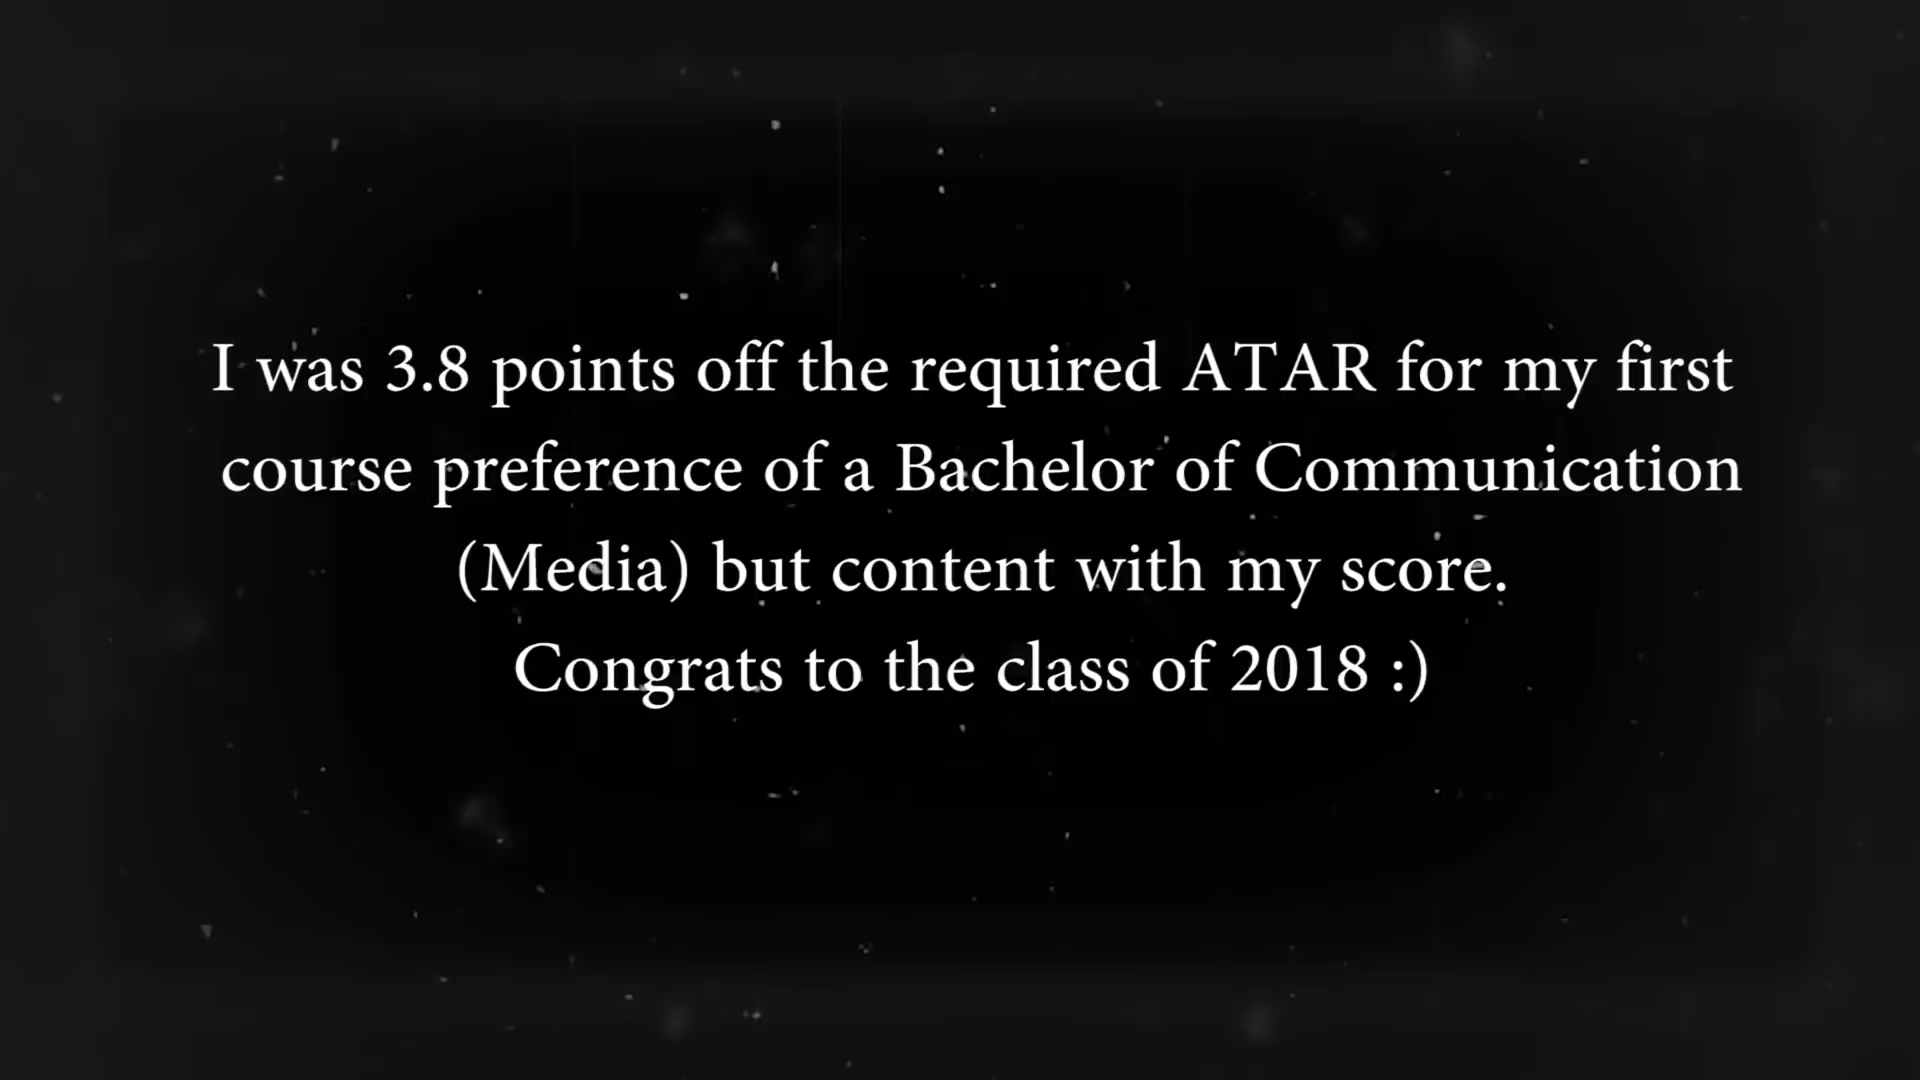 I was 3.8 points off the required ATAR for my first
course preference of a Bachelor of Communication
(Media) but content with my score.
Congrats to the class of 2018 :)